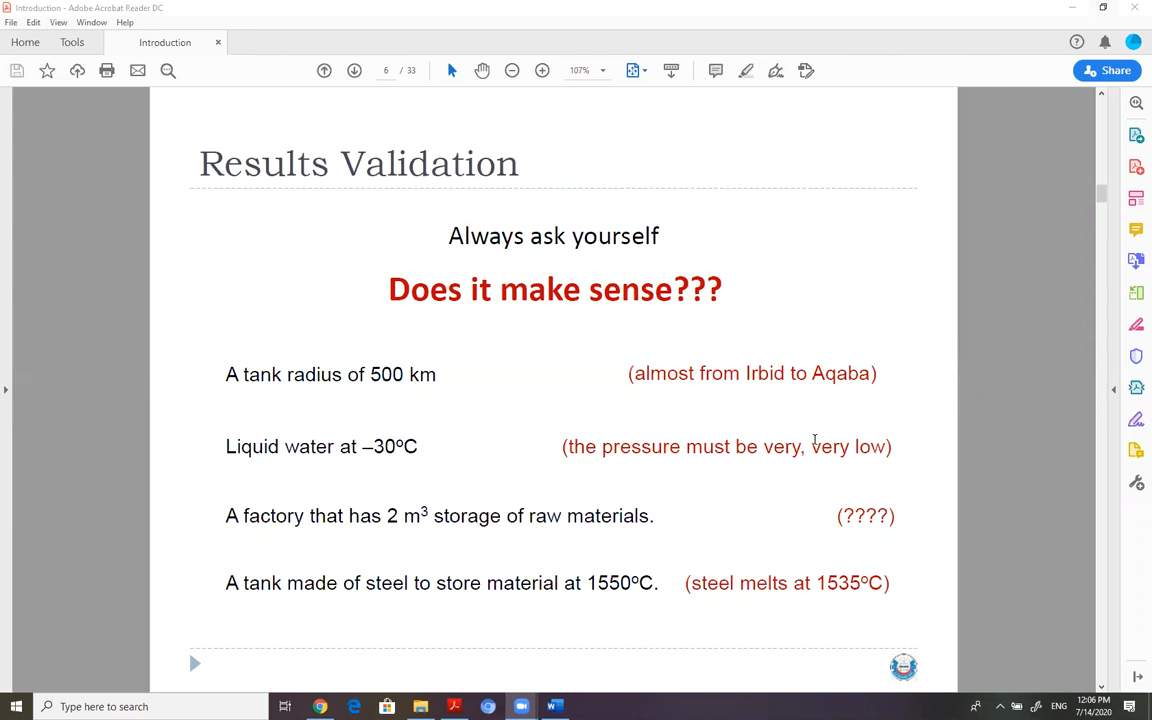 Introduction - Adobe Acrobat Reader DC
File Edit View Window Help
Home Tools Introduction ×
6 / 33 107% Share
Results Validation
Always ask yourself
Does it make sense???
A tank radius of 500 km (almost from Irbid to Aqaba)
Liquid water at –30ºC (the pressure must be very, very low)
A factory that has 2 m³ storage of raw materials. (????)
A tank made of steel to store material at 1550ºC. (steel melts at 1535ºC)
Type here to search
ENG
12:06 PM
7/14/2020